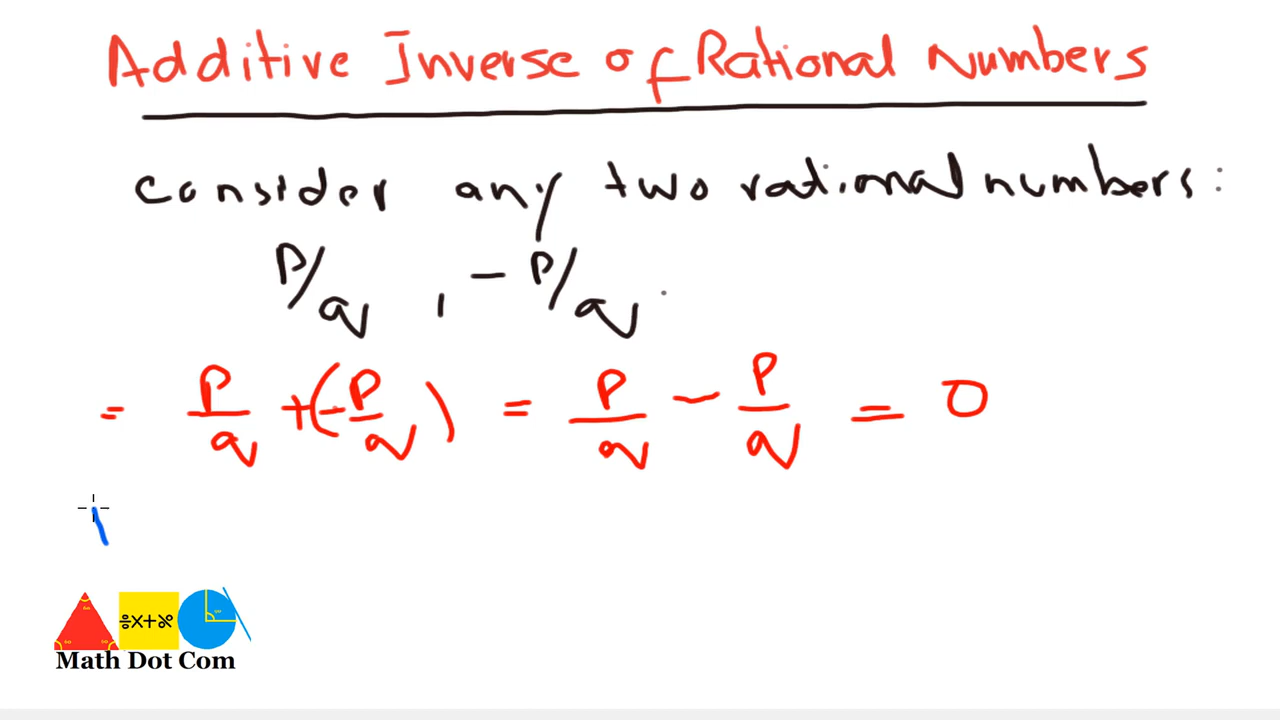 Additive Inverse of Rational Numbers
consider any two rational numbers:
P/q , - P/q .
= P/q + (- P/q) = P/q - P/q = 0
÷x+%
Math Dot Com